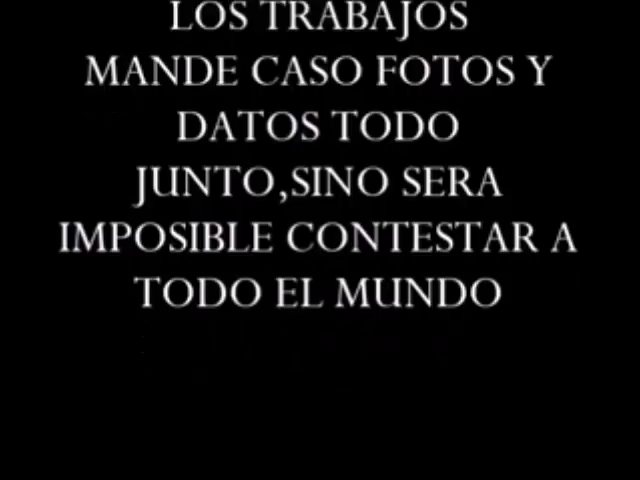 LOS TRABAJOS
MANDE CASO FOTOS Y
DATOS TODO
JUNTO,SINO SERA
IMPOSIBLE CONTESTAR A
TODO EL MUNDO